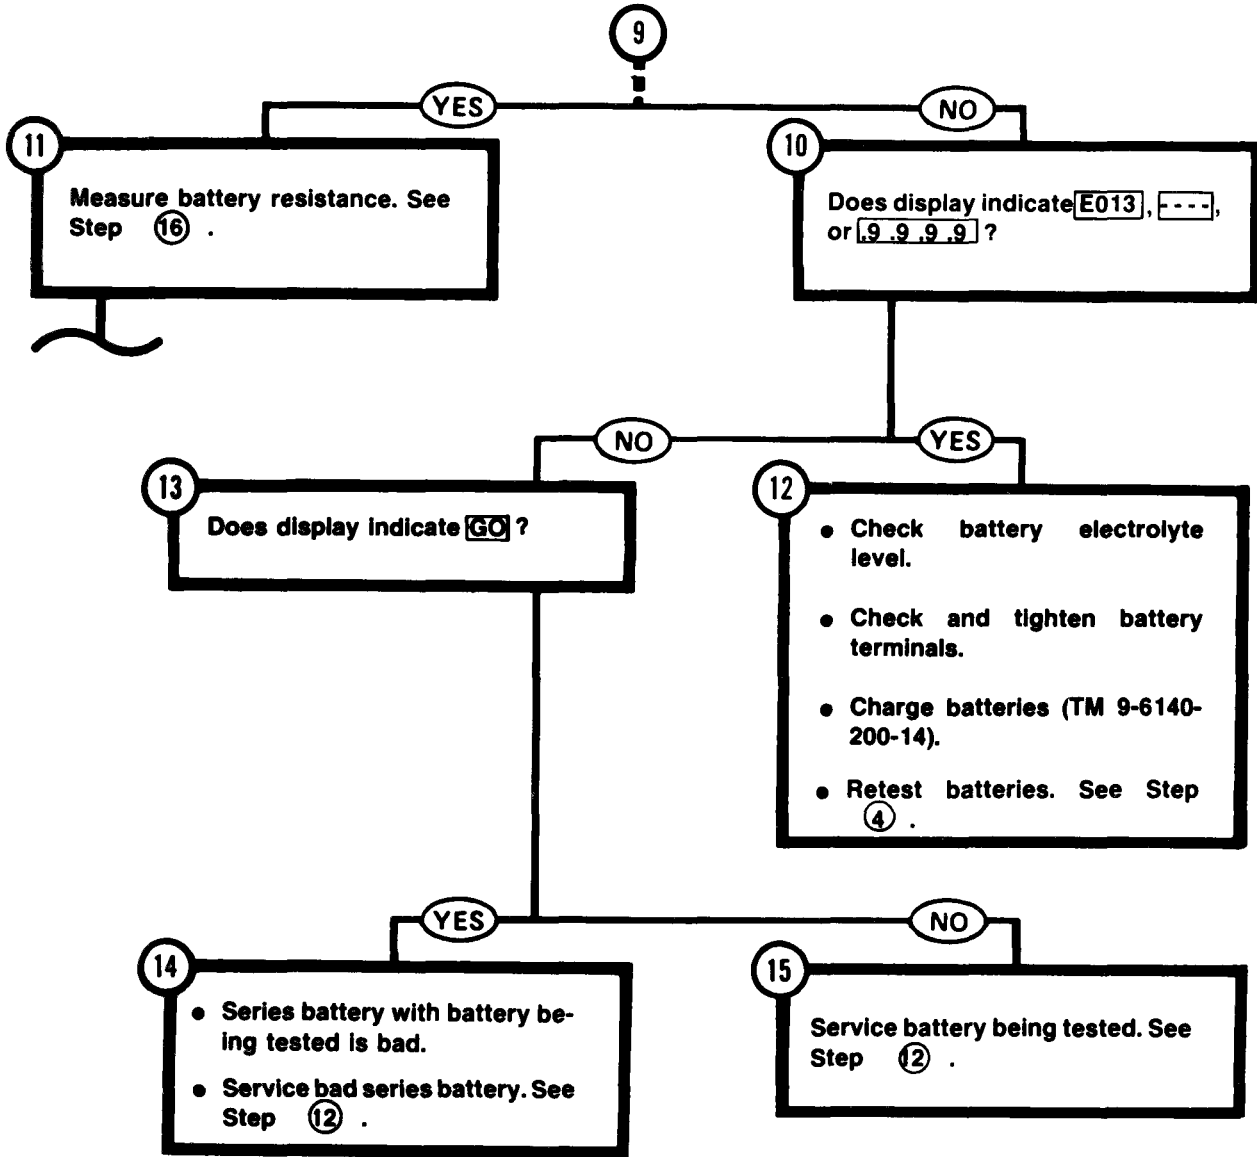 9
YES
NO
11
Measure battery resistance. See
Step 16 .
10
Does display indicate E013 , ---- ,
or .9 .9 .9 .9 ?
NO
YES
13
Does display indicate GO ?
12
● Check battery electrolyte
level.
● Check and tighten battery
terminals.
● Charge batteries (TM 9-6140-
200-14).
● Retest batteries. See Step
4 .
YES
NO
14
● Series battery with battery be-
ing tested is bad.
● Service bad series battery. See
Step 12 .
15
Service battery being tested. See
Step 12 .